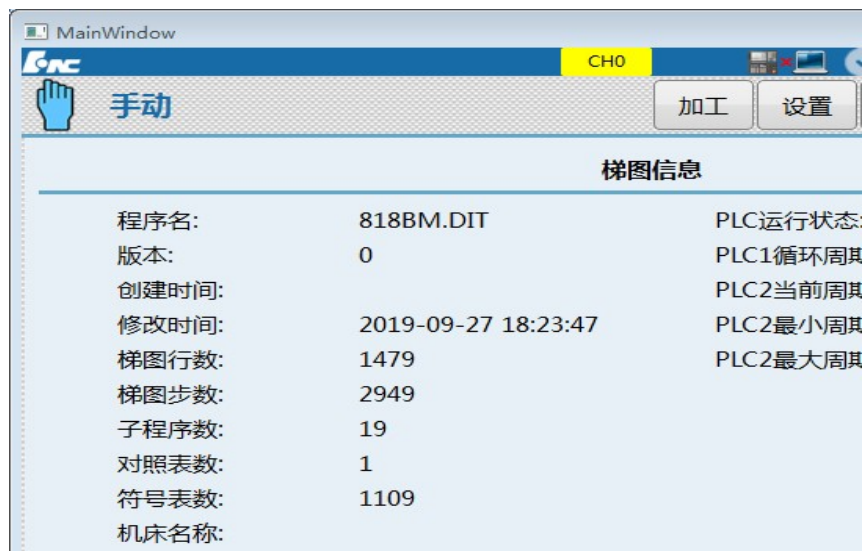 MainWindow
HNC CH0
手动 加工 设置
梯图信息
程序名: 818BM.DIT PLC运行状态:
版本: 0 PLC1循环周期
创建时间: PLC2当前周期
修改时间: 2019-09-27 18:23:47 PLC2最小周期
梯图行数: 1479 PLC2最大周期
梯图步数: 2949
子程序数: 19
对照表数: 1
符号表数: 1109
机床名称: